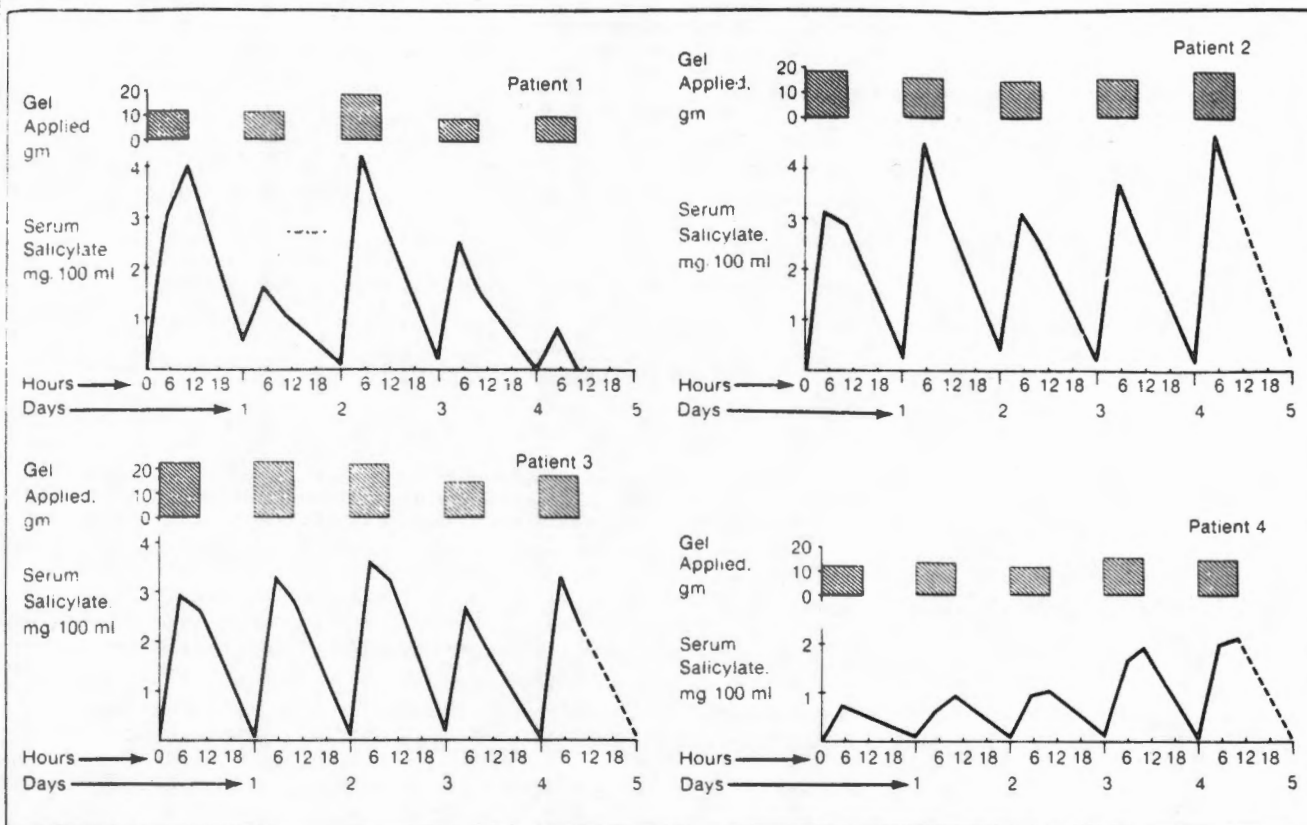 Patient 1
Gel
Applied
gm
20
10
0
Serum
Salicylate
mg. 100 ml
4
3
2
1
Hours 0 6 12 18 6 12 18 6 12 18 6 12 18 6 12 18
Days 1 2 3 4 5
Patient 2
Gel
Applied.
gm
20
10
0
Serum
Salicylate.
mg. 100 ml
4
3
2
1
Hours 0 6 12 18 6 12 18 6 12 18 6 12 18 6 12 18
Days 1 2 3 4 5
Patient 3
Gel
Applied.
gm
20
10
0
Serum
Salicylate.
mg 100 ml
4
3
2
1
Hours 0 6 12 18 6 12 18 6 12 18 6 12 18 6 12 18
Days 1 2 3 4 5
Patient 4
Gel
Applied.
gm
20
10
0
Serum
Salicylate.
mg 100 ml
2
1
Hours 0 6 12 18 6 12 18 6 12 18 6 12 18 6 12 18
Days 1 2 3 4 5